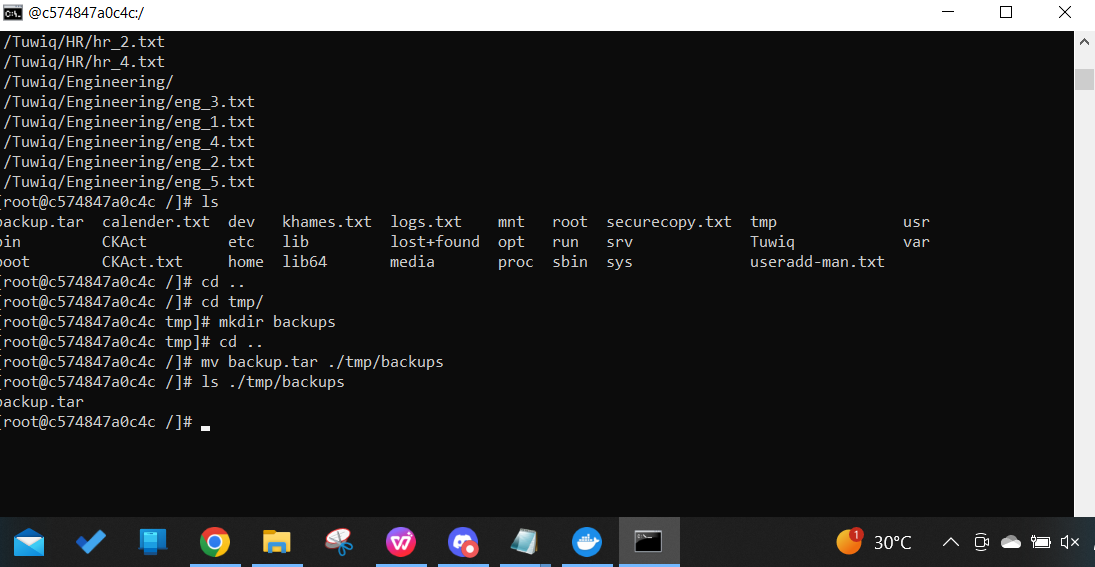 @c574847a0c4c:/
/Tuwiq/HR/hr_2.txt
/Tuwiq/HR/hr_4.txt
/Tuwiq/Engineering/
/Tuwiq/Engineering/eng_3.txt
/Tuwiq/Engineering/eng_1.txt
/Tuwiq/Engineering/eng_4.txt
/Tuwiq/Engineering/eng_2.txt
/Tuwiq/Engineering/eng_5.txt
[root@c574847a0c4c /]# ls
backup.tar calender.txt dev khames.txt logs.txt mnt root securecopy.txt tmp usr
bin CKAct etc lib lost+found opt run srv Tuwiq var
boot CKAct.txt home lib64 media proc sbin sys useradd-man.txt
[root@c574847a0c4c /]# cd ..
[root@c574847a0c4c /]# cd tmp/
[root@c574847a0c4c tmp]# mkdir backups
[root@c574847a0c4c tmp]# cd ..
[root@c574847a0c4c /]# mv backup.tar ./tmp/backups
[root@c574847a0c4c /]# ls ./tmp/backups
backup.tar
[root@c574847a0c4c /]#
1 30°C